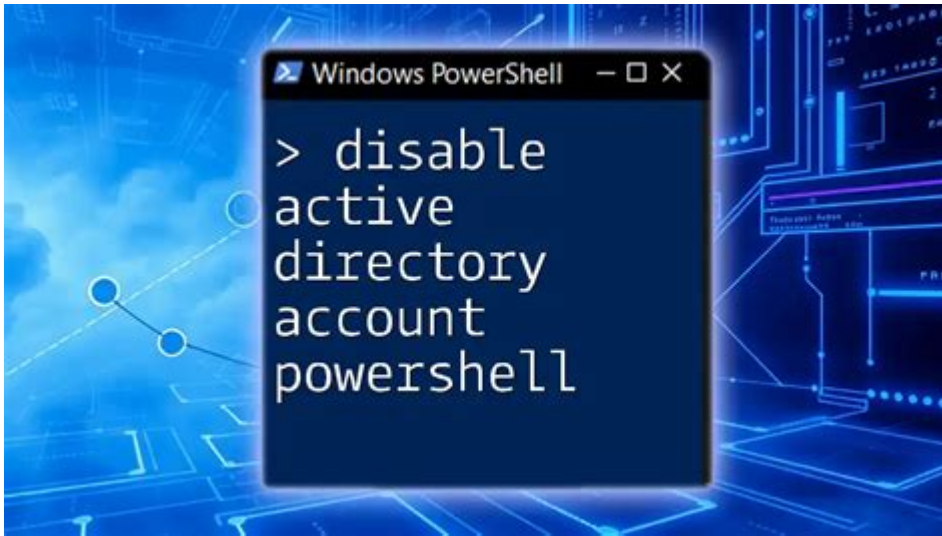 Windows PowerShell
> disable
active
directory
account
powershell